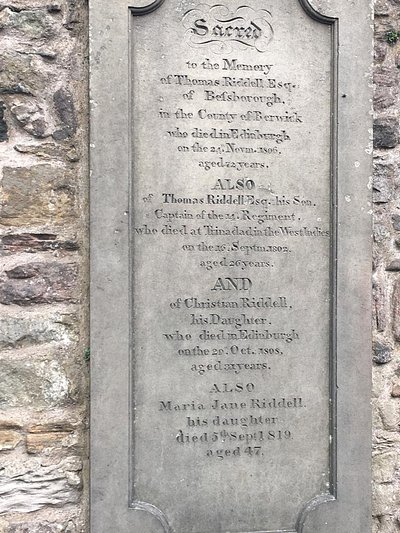 Sacred
to the Memory
of Thomas Riddell Esq.
of Beſsborough,
in the County of Berwick
who died in Edinburgh
on the 24. Novm. 1806.
aged 72 years.
ALSO
of Thomas Riddell Esq. his Son.
Captain of the 14. Regiment.
who died at Trinadad in the West Indies
on the 16. Septm. 1802.
aged 26 years.
AND
of Christian Riddell.
his Daughter.
who died in Edinburgh
on the 20. Oct. 1808.
aged 31 years.
ALSO
Maria Jane Riddell.
his daughter
died 5th Sept 1819
aged 47.